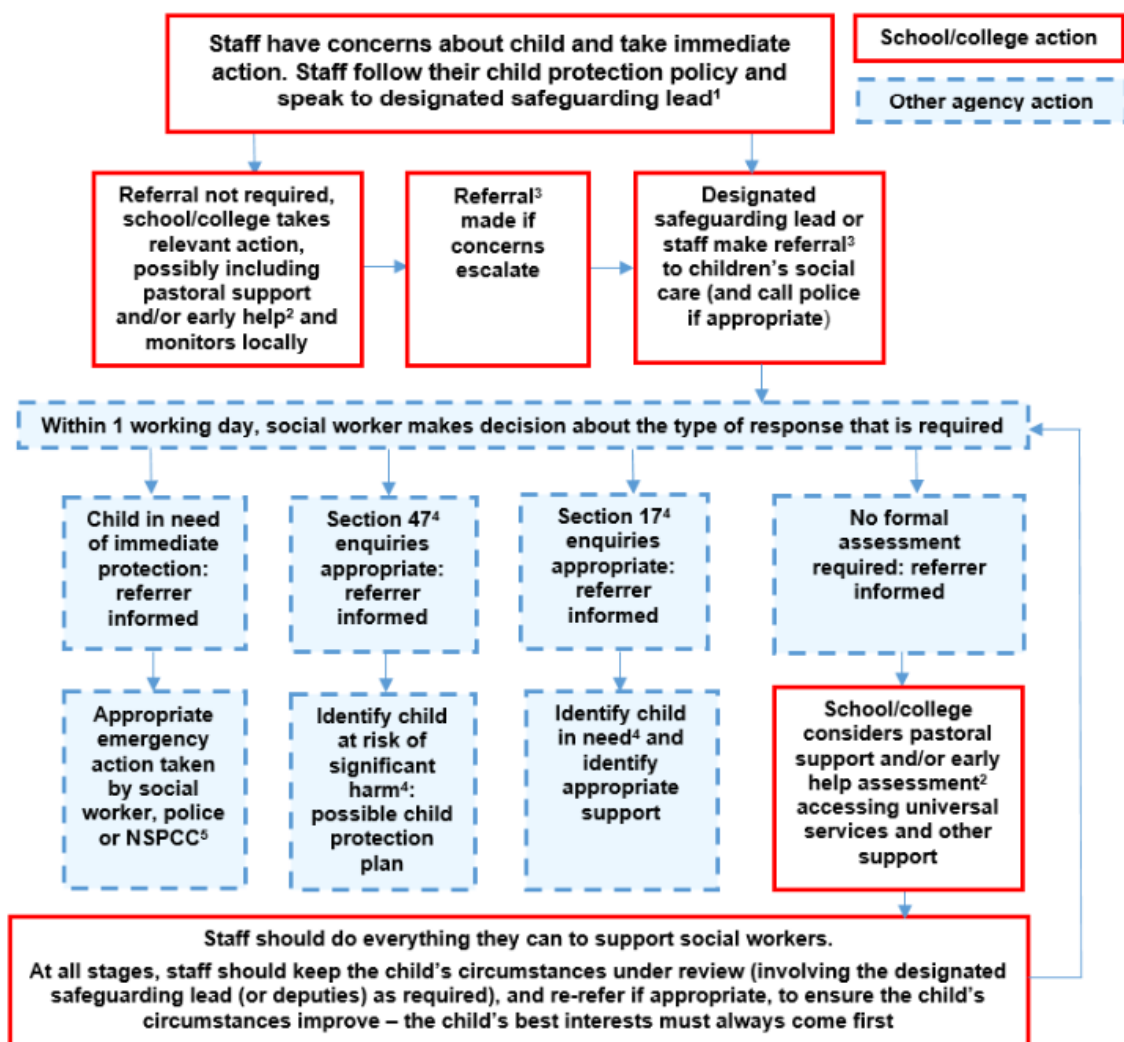 Staff have concerns about child and take immediate
action. Staff follow their child protection policy and
speak to designated safeguarding lead¹
School/college action
Other agency action
Referral not required,
school/college takes
relevant action,
possibly including
pastoral support
and/or early help² and
monitors locally
Referral³
made if
concerns
escalate
Designated
safeguarding lead or
staff make referral³
to children’s social
care (and call police
if appropriate)
Within 1 working day, social worker makes decision about the type of response that is required
Child in need
of immediate
protection:
referrer
informed
Section 47⁴
enquiries
appropriate:
referrer
informed
Section 17⁴
enquiries
appropriate:
referrer
informed
No formal
assessment
required: referrer
informed
Appropriate
emergency
action taken
by social
worker, police
or NSPCC⁵
Identify child
at risk of
significant
harm⁴:
possible child
protection
plan
Identify child
in need⁴ and
identify
appropriate
support
School/college
considers pastoral
support and/or early
help assessment²
accessing universal
services and other
support
Staff should do everything they can to support social workers.
At all stages, staff should keep the child’s circumstances under review (involving the designated
safeguarding lead (or deputies) as required), and re-refer if appropriate, to ensure the child’s
circumstances improve – the child’s best interests must always come first